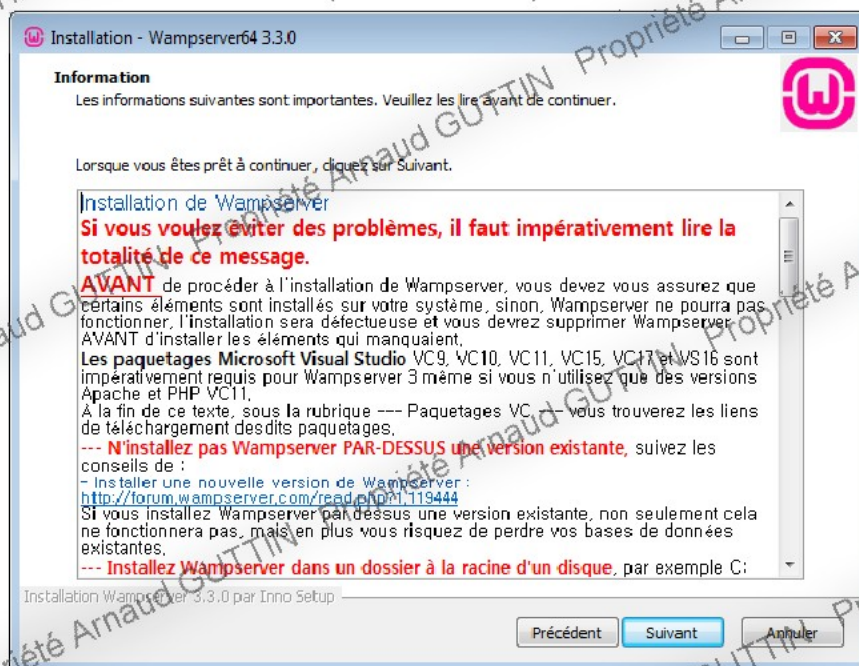 Installation - Wampserver64 3.3.0
Information
Les informations suivantes sont importantes. Veuillez les lire avant de continuer.
Lorsque vous êtes prêt à continuer, cliquez sur Suivant.
Installation de Wampserver
Si vous voulez éviter des problèmes, il faut impérativement lire la
totalité de ce message.
AVANT de procéder à l'installation de Wampserver, vous devez vous assurez que
certains éléments sont installés sur votre système, sinon, Wampserver ne pourra pas
fonctionner, l'installation sera défectueuse et vous devrez supprimer Wampserver
AVANT d'installer les éléments qui manquaient.
Les paquetages Microsoft Visual Studio VC9, VC10, VC11, VC15, VC17 et VS16 sont
impérativement requis pour Wampserver 3 même si vous n'utilisez que des versions
Apache et PHP VC11.
À la fin de ce texte, sous la rubrique --- Paquetages VC --- vous trouverez les liens
de téléchargement desdits paquetages.
--- N'installez pas Wampserver PAR-DESSUS une version existante, suivez les
conseils de :
- Installer une nouvelle version de Wampserver :
http://forum.wampserver.com/read.php?1,119444
Si vous installez Wampserver par dessus une version existante, non seulement cela
ne fonctionnera pas, mais en plus vous risquez de perdre vos bases de données
existantes.
--- Installez Wampserver dans un dossier à la racine d'un disque, par exemple C:
Installation Wampserver 3.3.0 par Inno Setup
Précédent
Suivant
Annuler
Propriété Arnaud GUTTIN
Propriété Arnaud GUTTIN
Propriété Arnaud GUTTIN